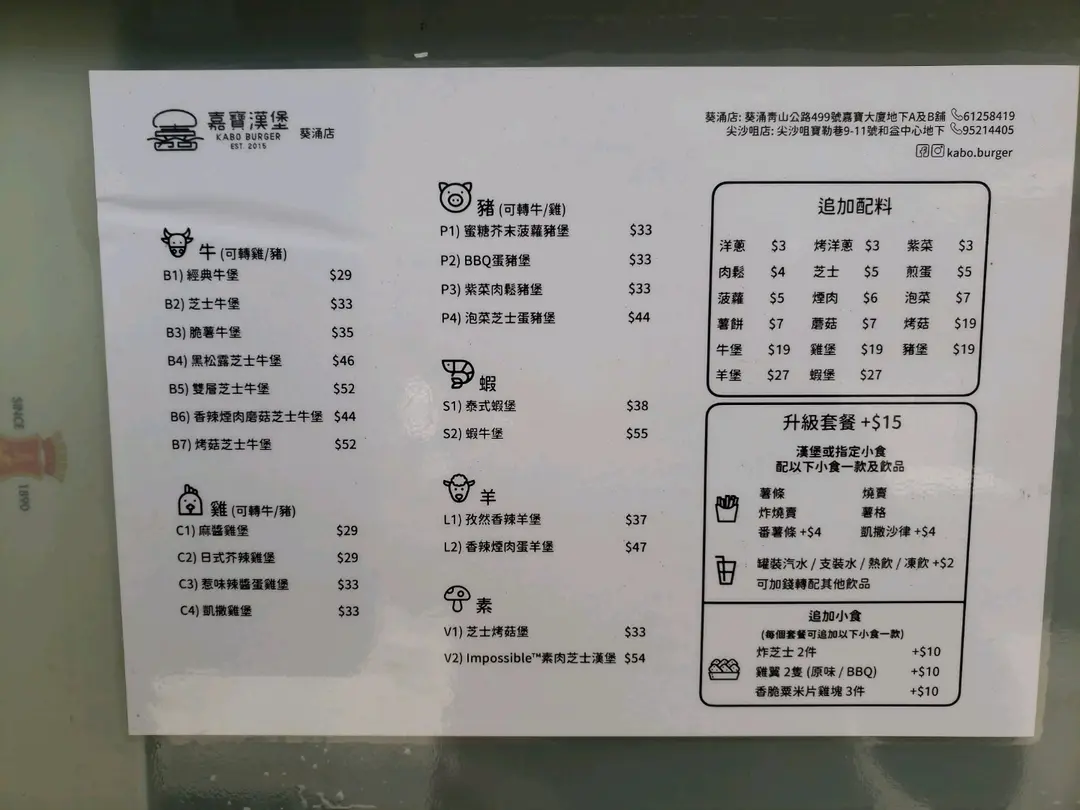 嘉寶漢堡
KABO BURGER
EST. 2015
葵涌店
葵涌店: 葵涌青山公路499號嘉寶大廈地下A及B舖 61258419
尖沙咀店: 尖沙咀寶勒巷9-11號和益中心地下 95214405
kabo.burger
牛 (可轉雞/豬)
B1) 經典牛堡 $29
B2) 芝士牛堡 $33
B3) 脆薯牛堡 $35
B4) 黑松露芝士牛堡 $46
B5) 雙層芝士牛堡 $52
B6) 香辣煙肉磨菇芝士牛堡 $44
B7) 烤菇芝士牛堡 $52
雞 (可轉牛/豬)
C1) 麻醬雞堡 $29
C2) 日式芥辣雞堡 $29
C3) 惹味辣醬蛋雞堡 $33
C4) 凱撒雞堡 $33
豬 (可轉牛/雞)
P1) 蜜糖芥末菠蘿豬堡 $33
P2) BBQ蛋豬堡 $33
P3) 紫菜肉鬆豬堡 $33
P4) 泡菜芝士蛋豬堡 $44
蝦
S1) 泰式蝦堡 $38
S2) 蝦牛堡 $55
羊
L1) 孜然香辣羊堡 $37
L2) 香辣煙肉蛋羊堡 $47
素
V1) 芝士烤菇堡 $33
V2) Impossible™素肉芝士漢堡 $54
追加配料
洋蔥 $3 烤洋蔥 $3 紫菜 $3
肉鬆 $4 芝士 $5 煎蛋 $5
菠蘿 $5 煙肉 $6 泡菜 $7
薯餅 $7 蘑菇 $7 烤菇 $19
牛堡 $19 雞堡 $19 豬堡 $19
羊堡 $27 蝦堡 $27
升級套餐 +$15
漢堡或指定小食
配以下小食一款及飲品
薯條 燒賣
炸燒賣 薯格
番薯條 +$4 凱撒沙律 +$4
罐裝汽水 / 支裝水 / 熱飲 / 凍飲 +$2
可加錢轉配其他飲品
追加小食
(每個套餐可追加以下小食一款)
炸芝士 2件 +$10
雞翼 2隻 (原味 / BBQ) +$10
香脆粟米片雞塊 3件 +$10
SINCE
1890